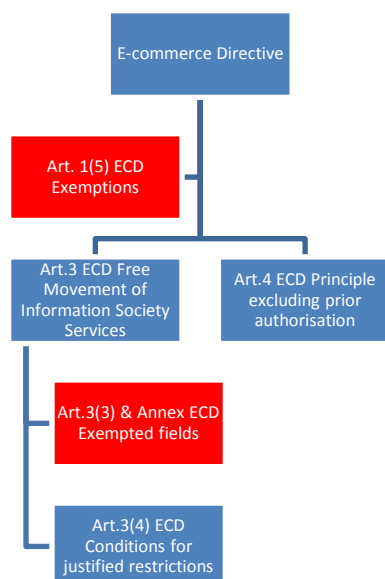 E-commerce Directive
Art. 1(5) ECD
Exemptions
Art.3 ECD Free
Movement of
Information Society
Services
Art.4 ECD Principle
excluding prior
authorisation
Art.3(3) & Annex ECD
Exempted fields
Art.3(4) ECD
Conditions for
justified restrictions